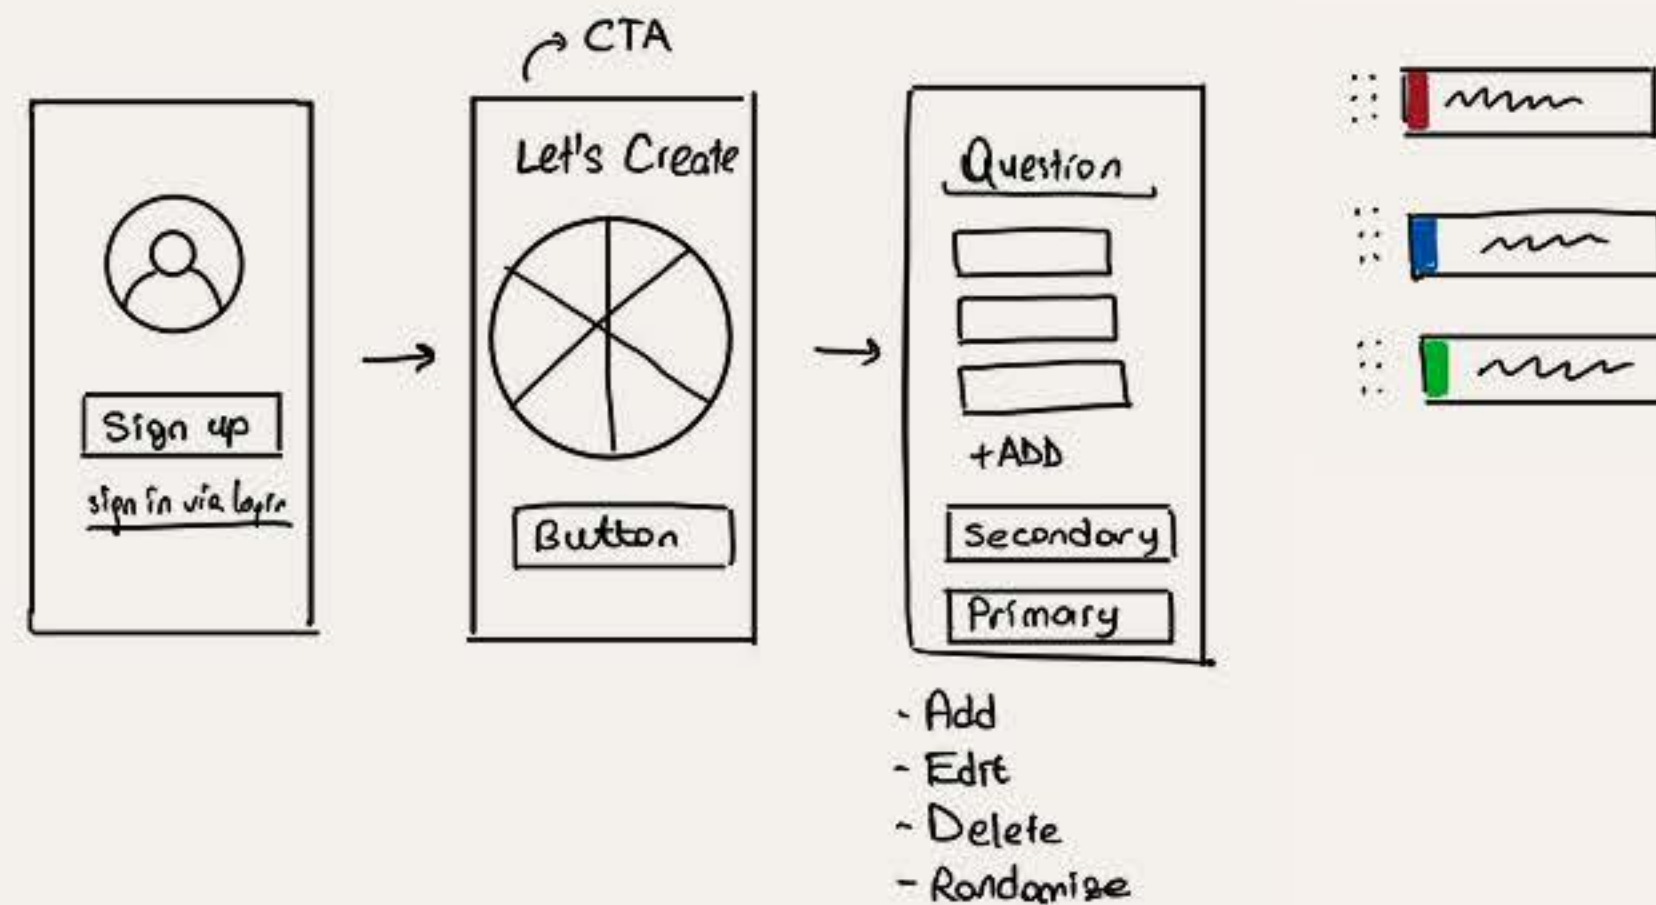 Sign up
sign in via login
CTA
Let's Create
Button
Question
+ADD
Secondary
Primary
- Add
- Edit
- Delete
- Randomize